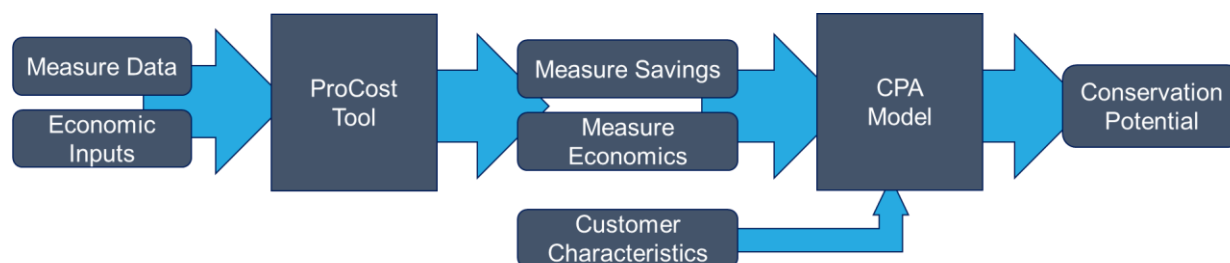 Measure Data
Economic
Inputs
ProCost
Tool
Measure Savings
Measure
Economics
Customer
Characteristics
CPA
Model
Conservation
Potential